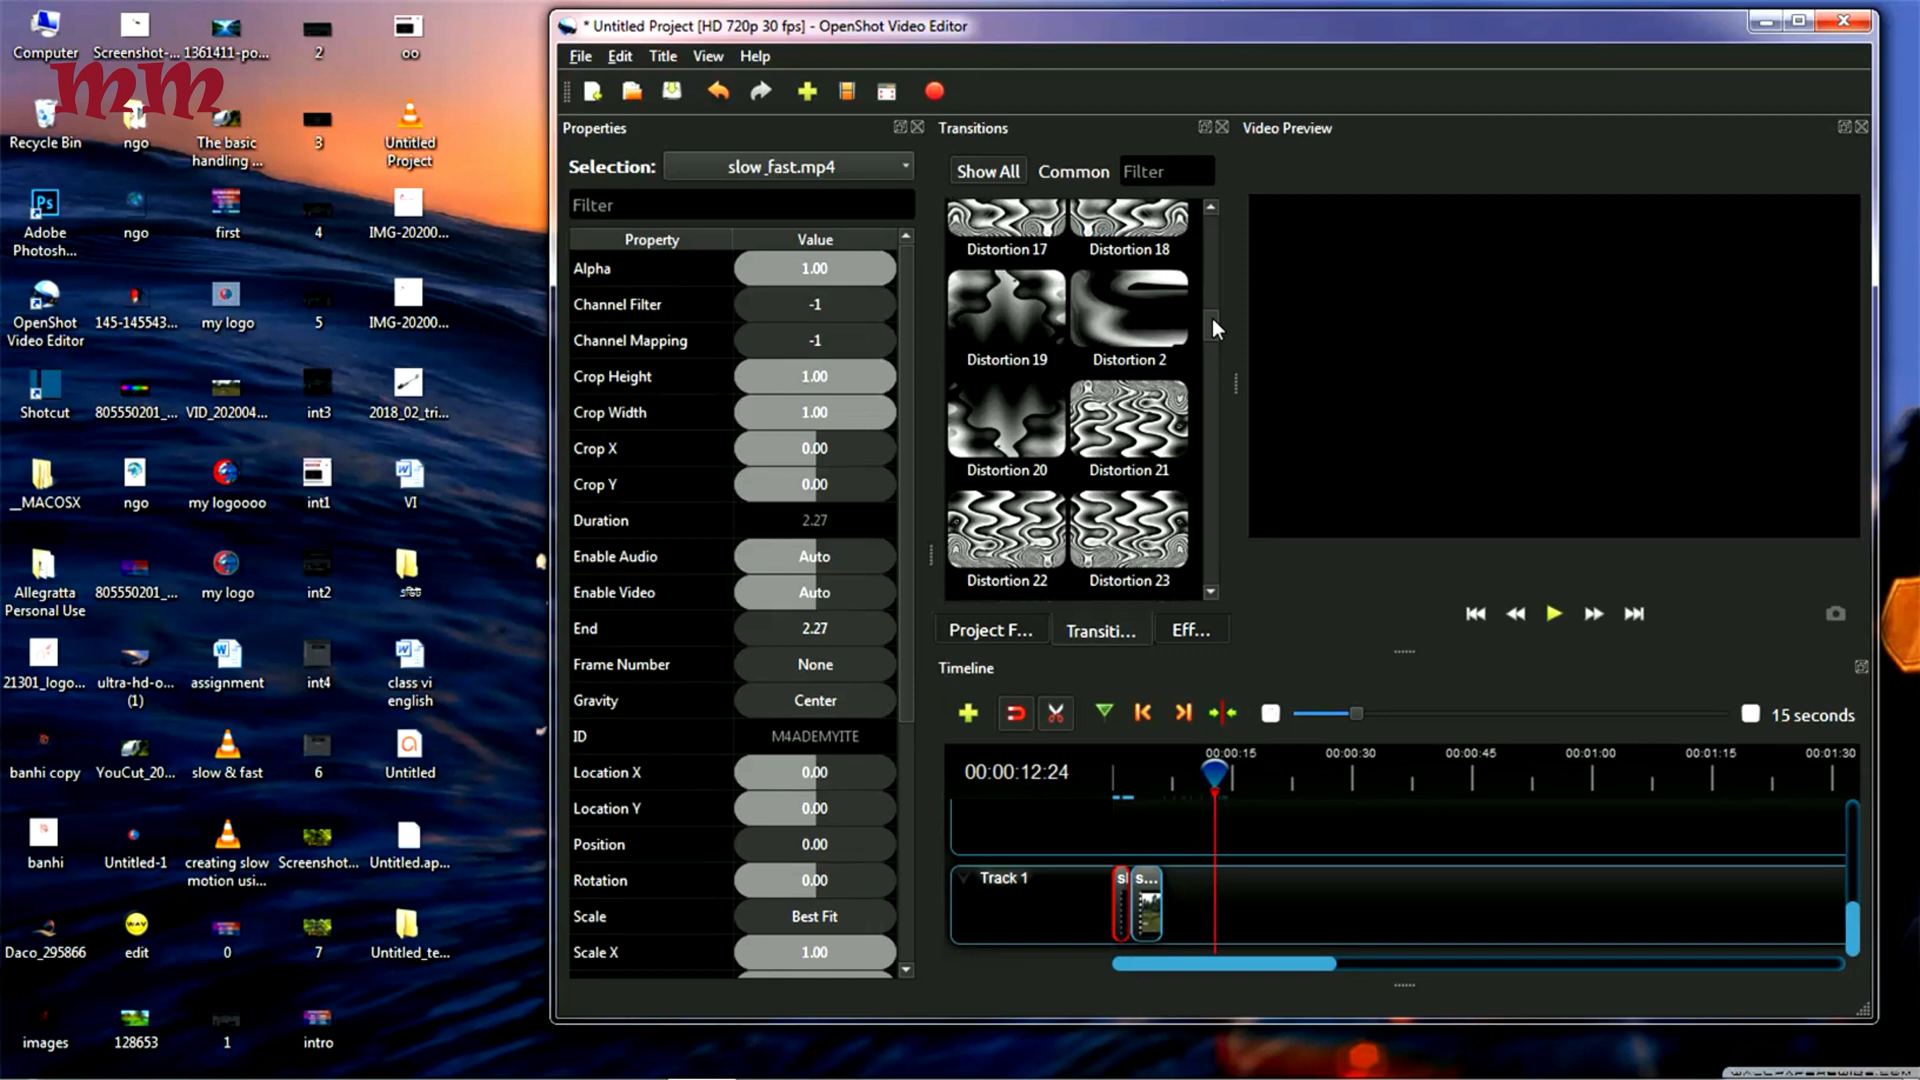 Computer
Screenshot-...
1361411-po...
2
oo
mm
Recycle Bin
ngo
The basic
handling ...
3
Untitled
Project
Adobe
Photosh...
ngo
first
4
IMG-20200...
OpenShot
Video Editor
145-145543...
my logo
5
IMG-20200...
Shotcut
805550201_...
VID_202004...
int3
2018_02_tri...
__MACOSX
ngo
my logoooo
int1
VI
Allegratta
Personal Use
805550201_...
my logo
int2
21301_logo...
ultra-hd-o...
(1)
assignment
int4
class vi
english
banhi copy
YouCut_20...
slow & fast
6
Untitled
banhi
Untitled-1
creating slow
motion usi...
Screenshot...
Untitled.ap...
Daco_295866
edit
0
7
Untitled_te...
images
128653
1
intro
* Untitled Project [HD 720p 30 fps] - OpenShot Video Editor
File Edit Title View Help
Properties
Selection: slow_fast.mp4
Filter
Property Value
Alpha 1.00
Channel Filter -1
Channel Mapping -1
Crop Height 1.00
Crop Width 1.00
Crop X 0.00
Crop Y 0.00
Duration 2.27
Enable Audio Auto
Enable Video Auto
End 2.27
Frame Number None
Gravity Center
ID M4ADEMYITE
Location X 0.00
Location Y 0.00
Position 0.00
Rotation 0.00
Scale Best Fit
Scale X 1.00
Transitions
Show All Common Filter
Distortion 17 Distortion 18
Distortion 19 Distortion 2
Distortion 20 Distortion 21
Distortion 22 Distortion 23
Project F... Transiti... Eff...
Video Preview
Timeline
15 seconds
00:00:12:24
00:00:15 00:00:30 00:00:45 00:01:00 00:01:15 00:01:30
Track 1
s...